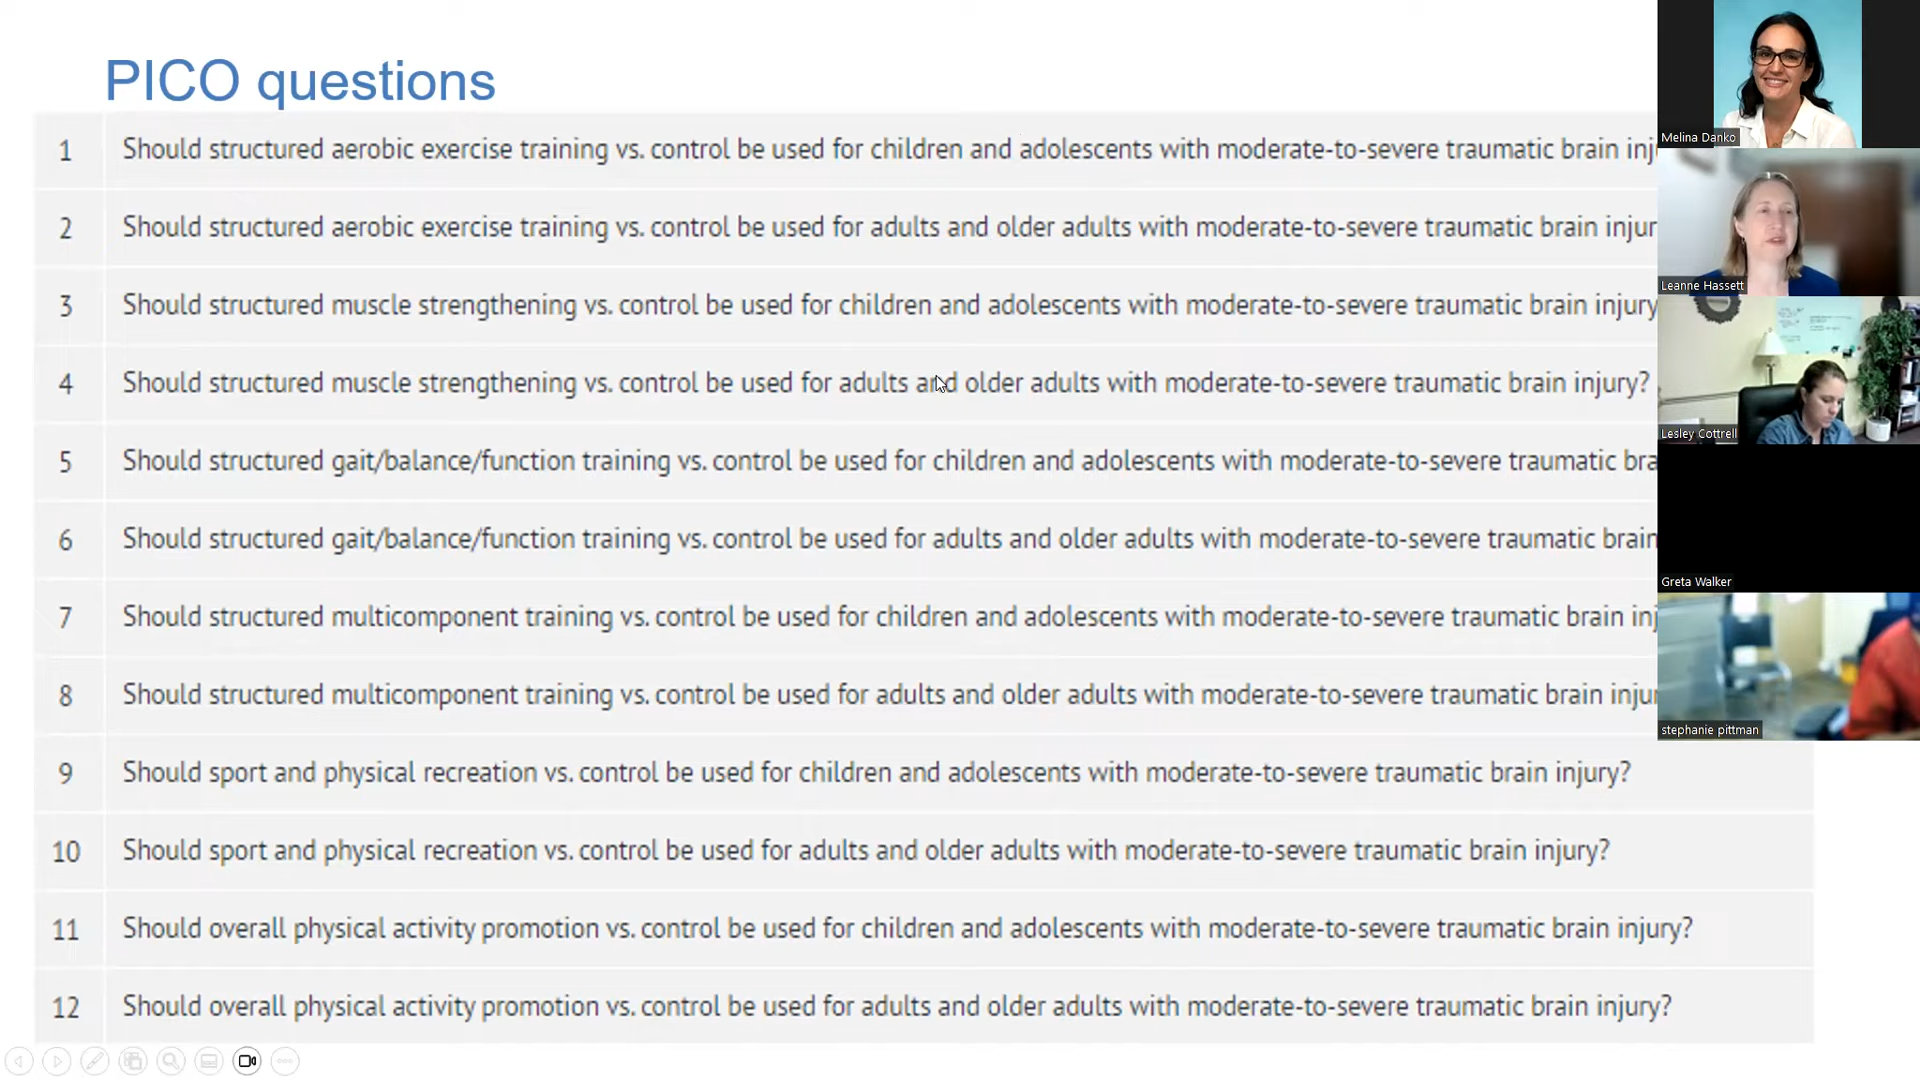 PICO questions
1 Should structured aerobic exercise training vs. control be used for children and adolescents with moderate-to-severe traumatic brain
2 Should structured aerobic exercise training vs. control be used for adults and older adults with moderate-to-severe traumatic brain
3 Should structured muscle strengthening vs. control be used for children and adolescents with moderate-to-severe traumatic brain injury
4 Should structured muscle strengthening vs. control be used for adults and older adults with moderate-to-severe traumatic brain injury?
5 Should structured gait/balance/function training vs. control be used for children and adolescents with moderate-to-severe traumatic
6 Should structured gait/balance/function training vs. control be used for adults and older adults with moderate-to-severe traumatic brain
7 Should structured multicomponent training vs. control be used for children and adolescents with moderate-to-severe traumatic brain
8 Should structured multicomponent training vs. control be used for adults and older adults with moderate-to-severe traumatic brain
9 Should sport and physical recreation vs. control be used for children and adolescents with moderate-to-severe traumatic brain injury?
10 Should sport and physical recreation vs. control be used for adults and older adults with moderate-to-severe traumatic brain injury?
11 Should overall physical activity promotion vs. control be used for children and adolescents with moderate-to-severe traumatic brain injury?
12 Should overall physical activity promotion vs. control be used for adults and older adults with moderate-to-severe traumatic brain injury?
Melina Danko
Leanne Hassett
Lesley Cottrell
Greta Walker
stephanie pittman